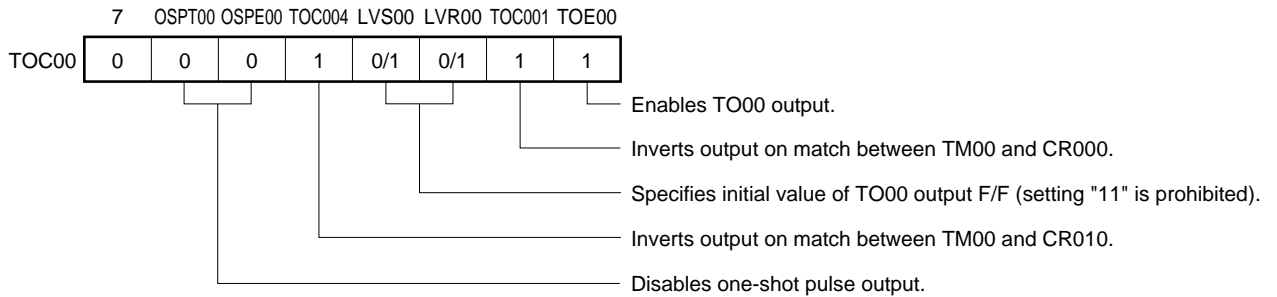 7 OSPT00 OSPE00 TOC004 LVS00 LVR00 TOC001 TOE00
TOC00 0 0 0 1 0/1 0/1 1 1
Enables TO00 output.
Inverts output on match between TM00 and CR000.
Specifies initial value of TO00 output F/F (setting "11" is prohibited).
Inverts output on match between TM00 and CR010.
Disables one-shot pulse output.